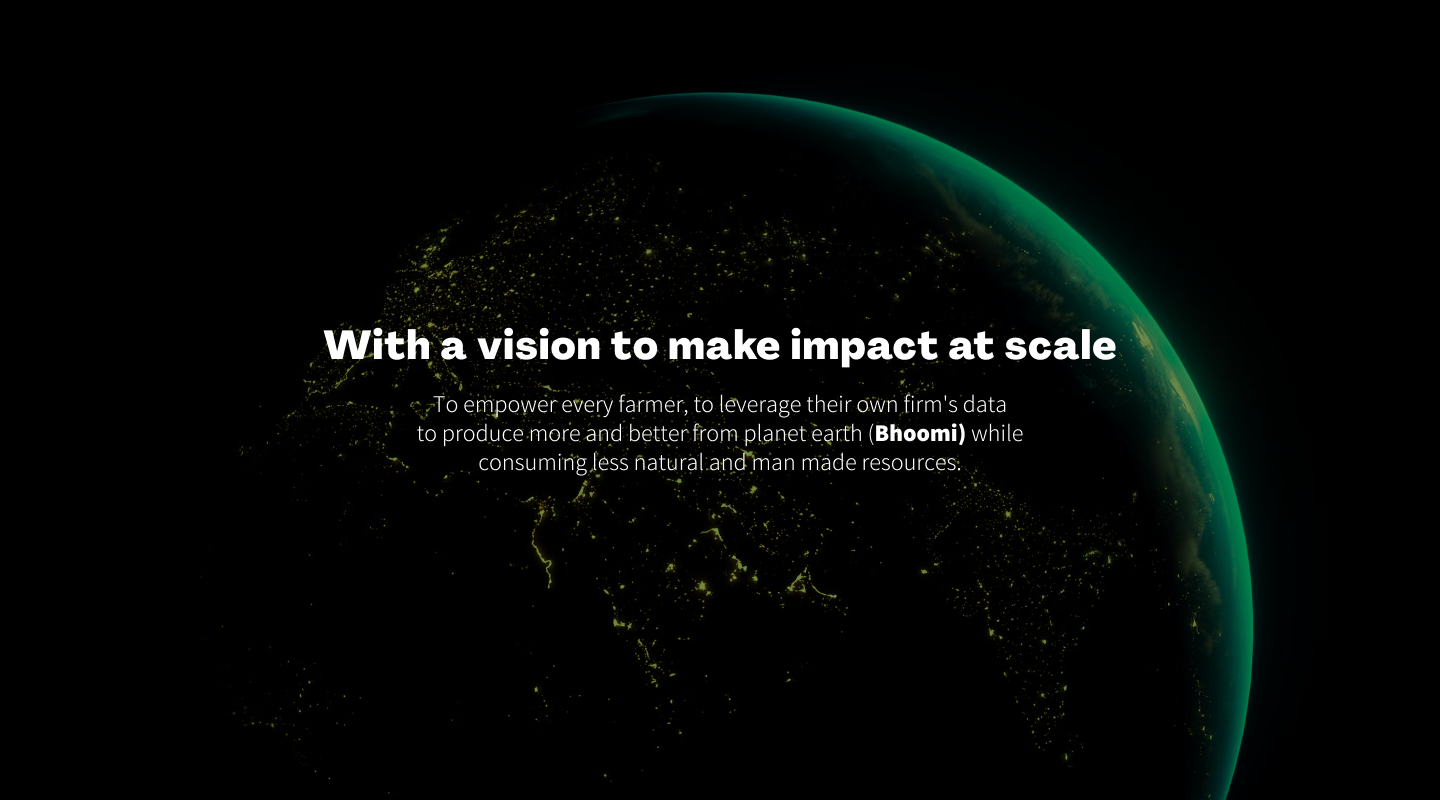 With a vision to make impact at scale
To empower every farmer, to leverage their own firm's data
to produce more and better from planet earth (Bhoomi) while
consuming less natural and man made resources.